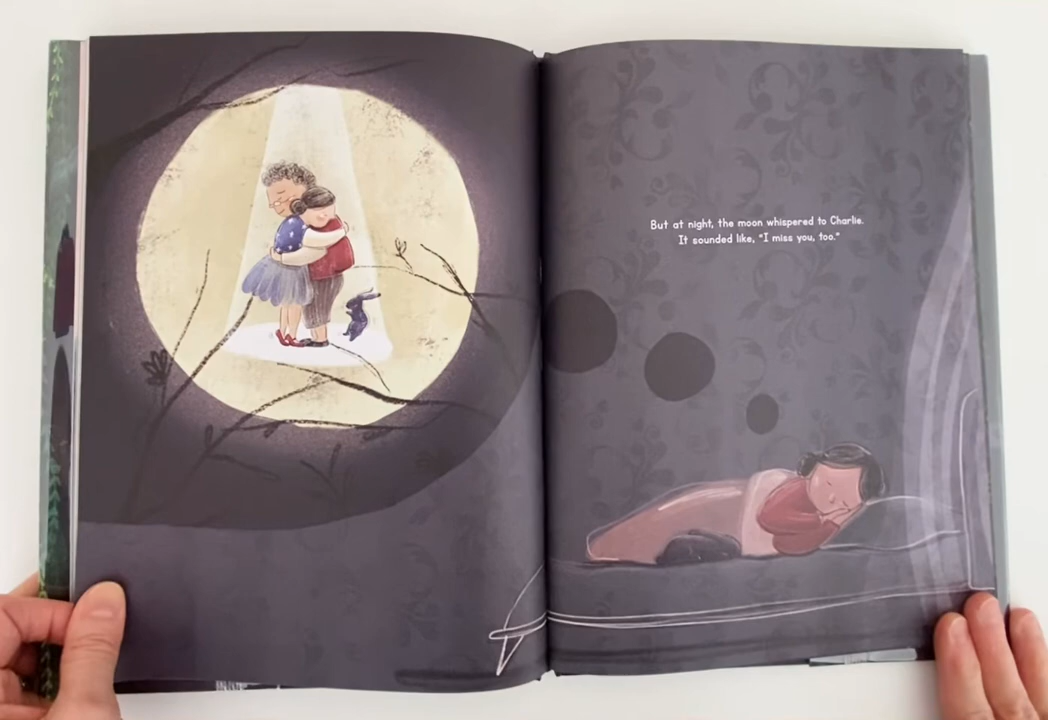 But at night, the moon whispered to Charlie.
It sounded like, "I miss you, too."